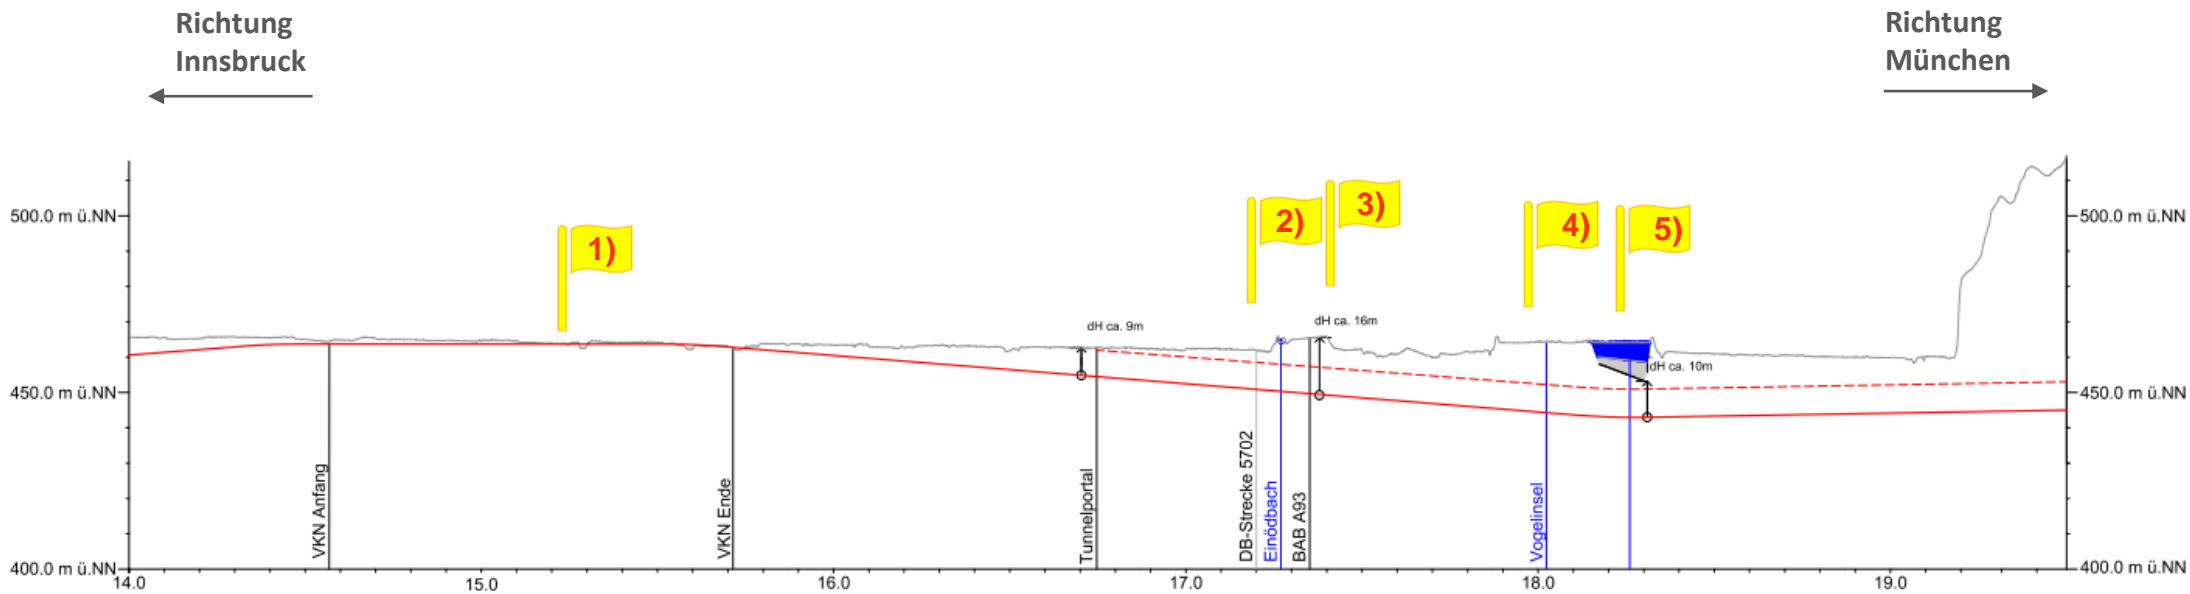 Richtung
Innsbruck
Richtung
München
500.0 m ü.NN
500.0 m ü.NN
1)
2)
3)
4)
5)
dH ca. 9m
dH ca. 16m
dH ca. 10m
450.0 m ü.NN
450.0 m ü.NN
VKN Anfang
VKN Ende
Tunnelportal
DB-Strecke 5702
Einödbach
BAB A93
Vogelinsel
400.0 m ü.NN
400.0 m ü.NN
14.0
15.0
16.0
17.0
18.0
19.0